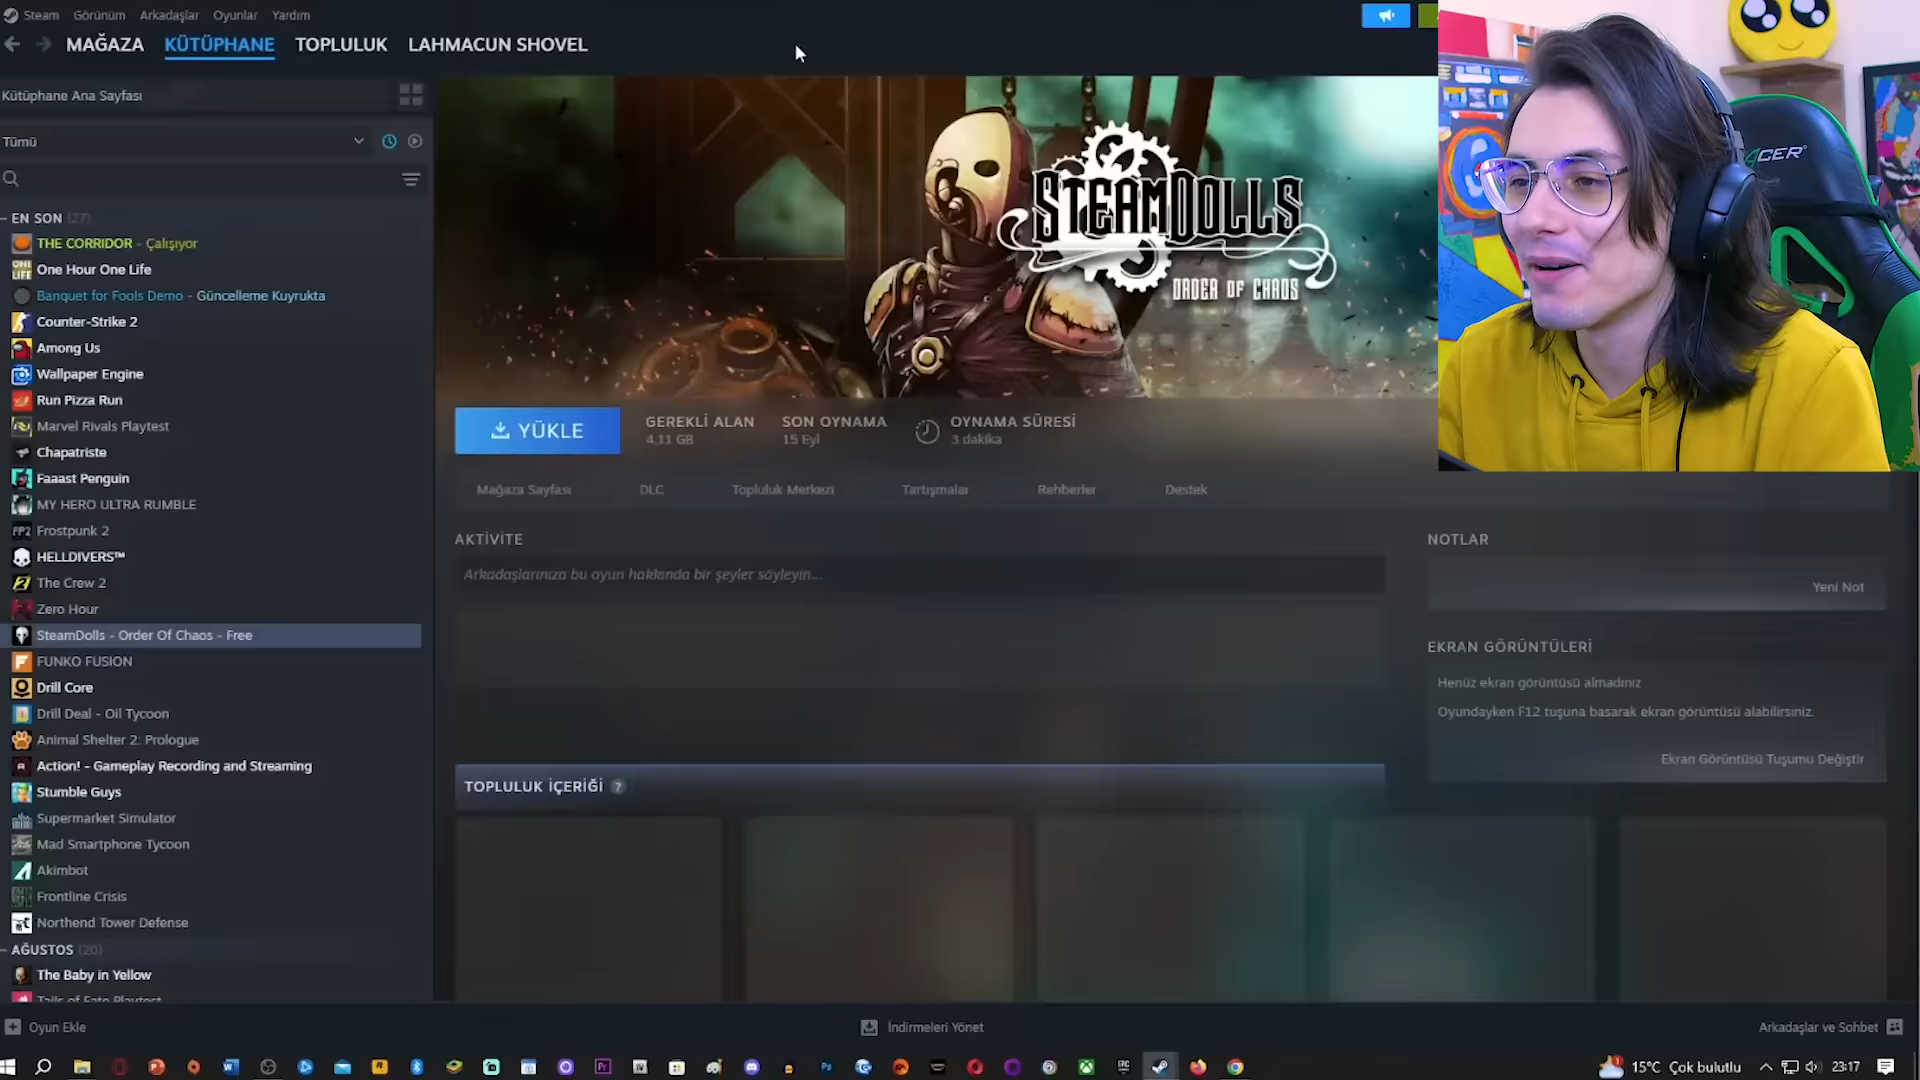 Steam Görünüm Arkadaşlar Oyunlar Yardım
MAĞAZA KÜTÜPHANE TOPLULUK LAHMACUN SHOVEL
Kütüphane Ana Sayfası
Tümü
EN SON (27)
THE CORRIDOR - Çalışıyor
One Hour One Life
Banquet for Fools Demo - Güncelleme Kuyrukta
Counter-Strike 2
Among Us
Wallpaper Engine
Run Pizza Run
Marvel Rivals Playtest
Chapatriste
Faaast Penguin
MY HERO ULTRA RUMBLE
Frostpunk 2
HELLDIVERS™
The Crew 2
Zero Hour
SteamDolls - Order Of Chaos - Free
FUNKO FUSION
Drill Core
Drill Deal - Oil Tycoon
Animal Shelter 2: Prologue
Action! - Gameplay Recording and Streaming
Stumble Guys
Supermarket Simulator
Mad Smartphone Tycoon
Akimbot
Frontline Crisis
Northend Tower Defense
AĞUSTOS (20)
The Baby in Yellow
Tails of Fate Playtest
STEAMDOLLS
ORDER OF CHAOS
YÜKLE
GEREKLİ ALAN
4,11 GB
SON OYNAMA
15 Eyl
OYNAMA SÜRESİ
3 dakika
Mağaza Sayfası DLC Topluluk Merkezi Tartışmalar Rehberler Destek
AKTİVİTE
Arkadaşlarınıza bu oyun hakkında bir şeyler söyleyin...
NOTLAR
Yeni Not
EKRAN GÖRÜNTÜLERİ
Henüz ekran görüntüsü almadınız
Oyundayken F12 tuşuna basarak ekran görüntüsü alabilirsiniz.
Ekran Görüntüsü Tuşumu Değiştir
TOPLULUK İÇERİĞİ ?
ACER
Oyun Ekle
İndirmeleri Yönet
Arkadaşlar ve Sohbet
15°C Çok bulutlu
23:17